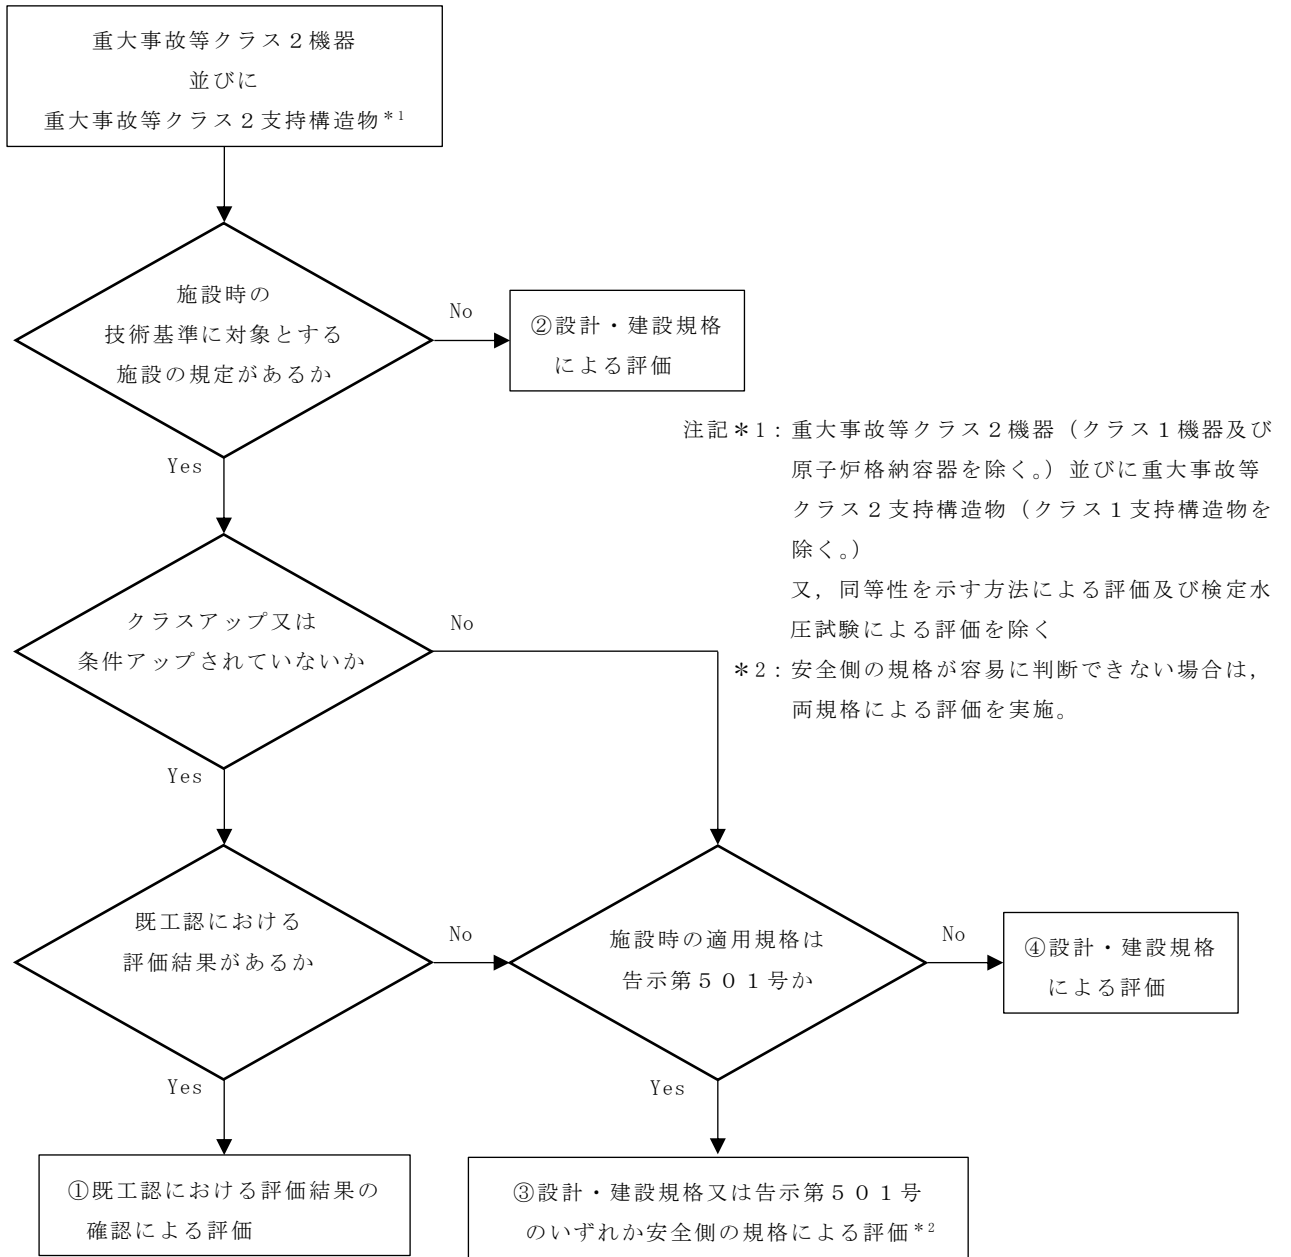 重大事故等クラス２機器
並びに
重大事故等クラス２支持構造物*1
施設時の
技術基準に対象とする
施設の規定があるか
No
②設計・建設規格
による評価
Yes
注記＊1：重大事故等クラス２機器（クラス１機器及び
原子炉格納容器を除く。）並びに重大事故等
クラス２支持構造物（クラス１支持構造物を
除く。）
又，同等性を示す方法による評価及び検定水
圧試験による評価を除く
＊2：安全側の規格が容易に判断できない場合は，
両規格による評価を実施。
クラスアップ又は
条件アップされていないか
No
Yes
既工認における
評価結果があるか
No
施設時の適用規格は
告示第５０１号か
No
④設計・建設規格
による評価
Yes
Yes
①既工認における評価結果の
確認による評価
③設計・建設規格又は告示第５０１号
のいずれか安全側の規格による評価*2